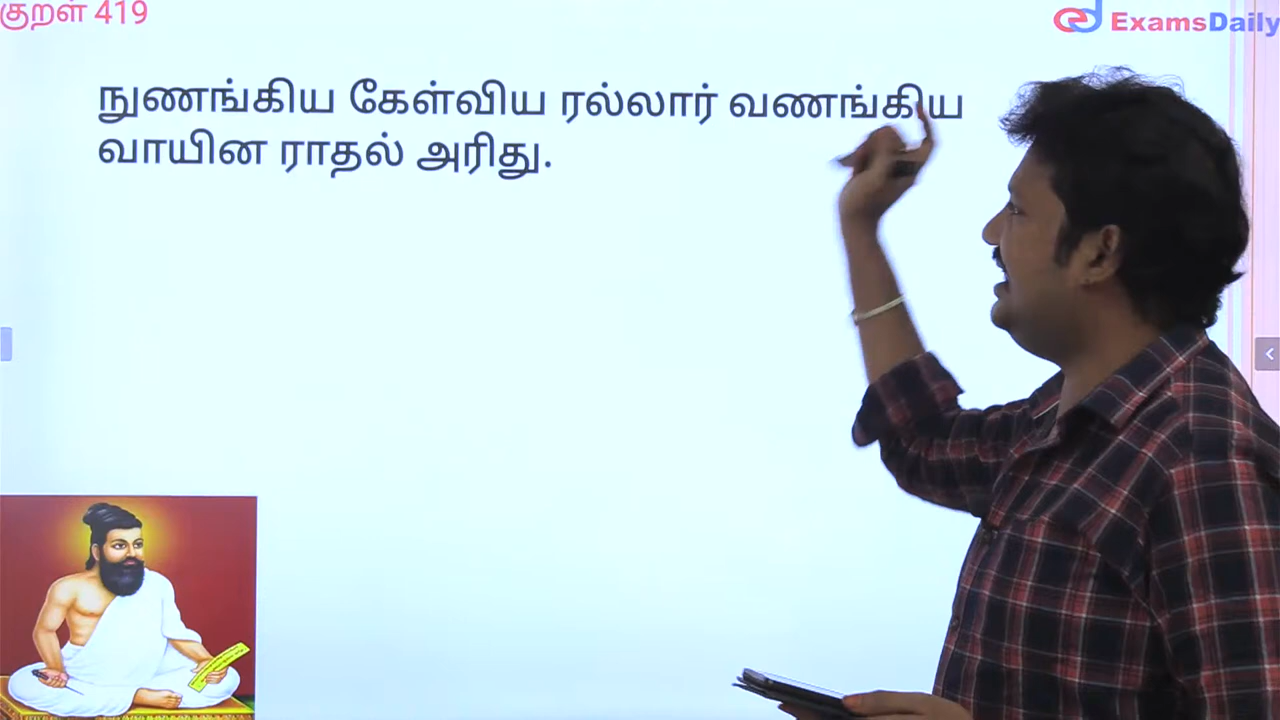 குறள் 419
ExamsDaily
நுணங்கிய கேள்விய ரல்லார் வணங்கிய
வாயின ராதல் அரிது.